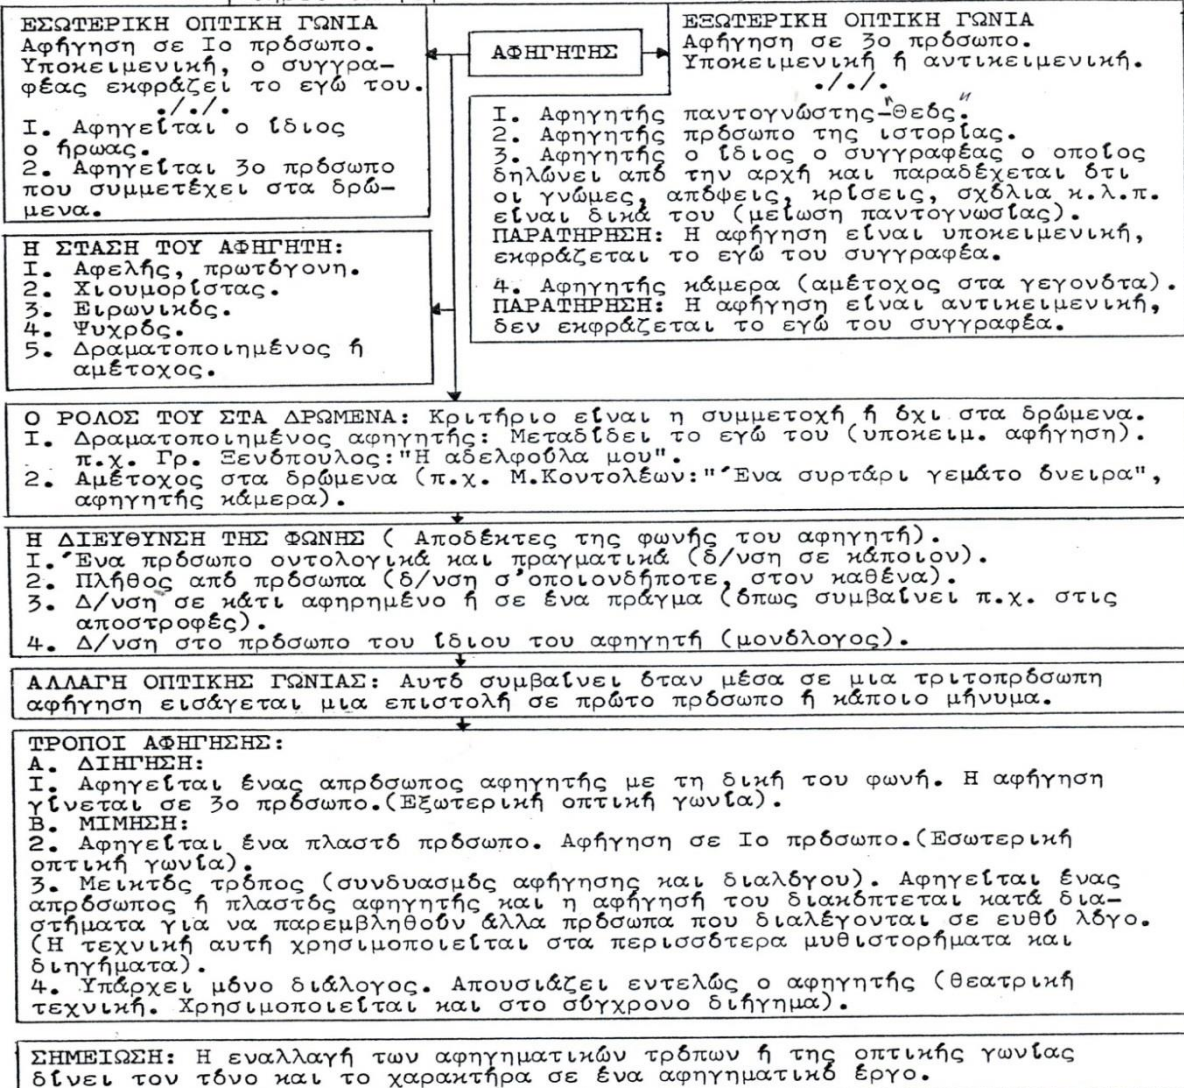 ΕΣΩΤΕΡΙΚΗ ΟΠΤΙΚΗ ΓΩΝΙΑ
Αφήγηση σε Ιο πρόσωπο.
Υποκειμενική, ο συγγρα-
φέας εκφράζει το εγώ του.
./././.
Ι. Αφηγείται ο ίδιος
ο ήρωας.
2. Αφηγείται 3ο πρόσωπο
που συμμετέχει στα δρώ-
μενα.
ΑΦΗΓΗΤΗΣ
ΕΞΩΤΕΡΙΚΗ ΟΠΤΙΚΗ ΓΩΝΙΑ
Αφήγηση σε 3ο πρόσωπο.
Υποκειμενική ή αντικειμενική.
./././.
Ι. Αφηγητής παντογνώστης-"Θεός".
2. Αφηγητής πρόσωπο της ιστορίας.
3. Αφηγητής ο ίδιος ο συγγραφέας ο οποίος
δηλώνει από την αρχή και παραδέχεται ότι
οι γνώμες, απόψεις, κρίσεις, σχόλια κ.λ.π.
είναι δικά του (μείωση παντογνωσίας).
ΠΑΡΑΤΗΡΗΣΗ: Η αφήγηση είναι υποκειμενική,
εκφράζεται το εγώ του συγγραφέα.
4. Αφηγητής κάμερα (αμέτοχος στα γεγονότα).
ΠΑΡΑΤΗΡΗΣΗ: Η αφήγηση είναι αντικειμενική,
δεν εκφράζεται το εγώ του συγγραφέα.
Η ΣΤΑΣΗ ΤΟΥ ΑΦΗΓΗΤΗ:
Ι. Αφελής, πρωτόγονη.
2. Χιουμορίστας.
3. Ειρωνικός.
4. Ψυχρός.
5. Δραματοποιημένος ή
αμέτοχος.
Ο ΡΟΛΟΣ ΤΟΥ ΣΤΑ ΔΡΩΜΕΝΑ: Κριτήριο είναι η συμμετοχή ή όχι στα δρώμενα.
Ι. Δραματοποιημένος αφηγητής: Μεταδίδει το εγώ του (υποκειμ. αφήγηση).
π.χ. Γρ. Ξενόπουλος:"Η αδελφούλα μου".
2. Αμέτοχος στα δρώμενα (π.χ. Μ.Κοντολέων:"Ένα συρτάρι γεμάτο όνειρα",
αφηγητής κάμερα).
Η ΔΙΕΥΘΥΝΣΗ ΤΗΣ ΦΩΝΗΣ ( Αποδέκτες της φωνής του αφηγητή).
Ι. Ένα πρόσωπο οντολογικά και πραγματικά (δ/νση σε κάποιον).
2. Πλήθος από πρόσωπα (δ/νση σ'οποιονδήποτε, στον καθένα).
3. Δ/νση σε κάτι αφηρημένο ή σε ένα πράγμα (όπως συμβαίνει π.χ. στις
αποστροφές).
4. Δ/νση στο πρόσωπο του ίδιου του αφηγητή (μονόλογος).
ΑΛΛΑΓΗ ΟΠΤΙΚΗΣ ΓΩΝΙΑΣ: Αυτό συμβαίνει όταν μέσα σε μια τριτοπρόσωπη
αφήγηση εισάγεται μια επιστολή σε πρώτο πρόσωπο ή κάποιο μήνυμα.
ΤΡΟΠΟΙ ΑΦΗΓΗΣΗΣ:
Α. ΔΙΗΓΗΣΗ:
Ι. Αφηγείται ένας απρόσωπος αφηγητής με τη δική του φωνή. Η αφήγηση
γίνεται σε 3ο πρόσωπο.(Εξωτερική οπτική γωνία).
Β. ΜΙΜΗΣΗ:
2. Αφηγείται ένα πλαστό πρόσωπο. Αφήγηση σε Ιο πρόσωπο.(Εσωτερική
οπτική γωνία).
3. Μεικτός τρόπος (συνδυασμός αφήγησης και διαλόγου). Αφηγείται ένας
απρόσωπος ή πλαστός αφηγητής και η αφήγησή του διακόπτεται κατά δια-
στήματα για να παρεμβληθούν άλλα πρόσωπα που διαλέγονται σε ευθύ λόγο.
(Η τεχνική αυτή χρησιμοποιείται στα περισσότερα μυθιστορήματα και
διηγήματα).
4. Υπάρχει μόνο διάλογος. Απουσιάζει εντελώς ο αφηγητής (θεατρική
τεχνική. Χρησιμοποιείται και στο σύγχρονο διήγημα).
ΣΗΜΕΙΩΣΗ: Η εναλλαγή των αφηγηματικών τρόπων ή της οπτικής γωνίας
δίνει τον τόνο και το χαρακτήρα σε ένα αφηγηματικό έργο.